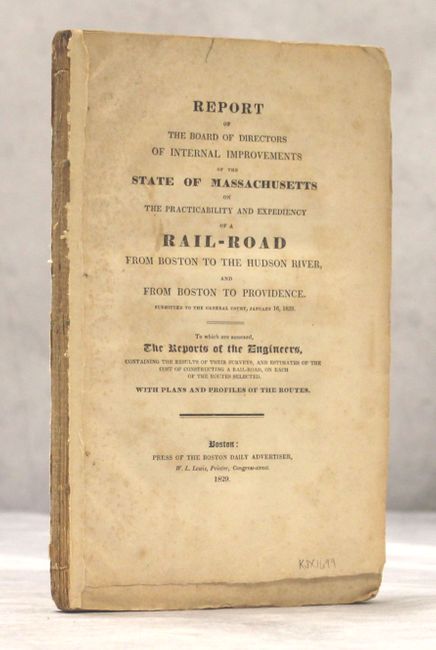 REPORT
OF
THE BOARD OF DIRECTORS
OF INTERNAL IMPROVEMENTS
OF THE
STATE OF MASSACHUSETTS
ON
THE PRACTICABILITY AND EXPEDIENCY
OF A
RAIL-ROAD
FROM BOSTON TO THE HUDSON RIVER,
AND
FROM BOSTON TO PROVIDENCE.
SUBMITTED TO THE GENERAL COURT, JANUARY 16, 1829.
To which are annexed,
The Reports of the Engineers,
CONTAINING THE RESULTS OF THEIR SURVEYS, AND ESTIMATES OF THE
COST OF CONSTRUCTING A RAIL-ROAD, ON EACH
OF THE ROUTES SELECTED.
WITH PLANS AND PROFILES OF THE ROUTES.
Boston:
PRESS OF THE BOSTON DAILY ADVERTISER,
W. L. Lewis, Printer, Congress-street.
1829.